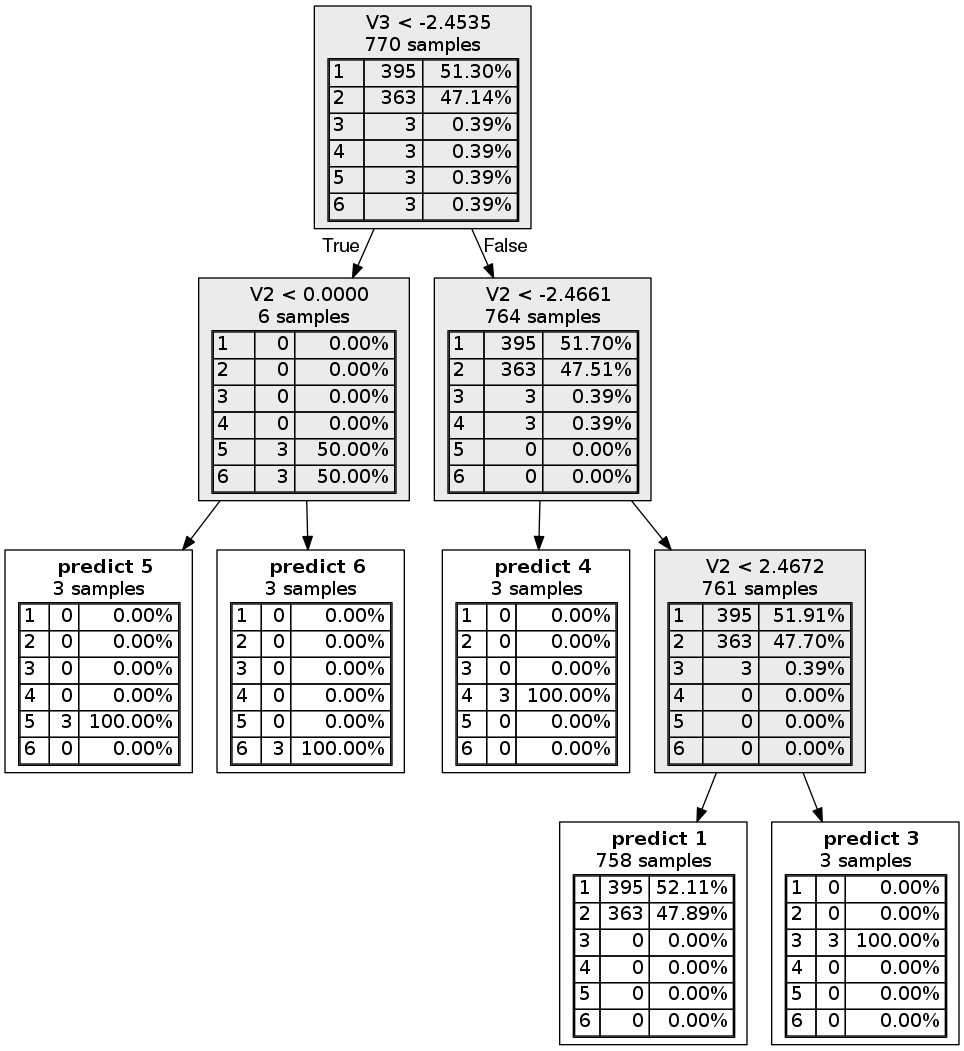 V3 < -2.4535
770 samples
1 395 51.30%
2 363 47.14%
3 3 0.39%
4 3 0.39%
5 3 0.39%
6 3 0.39%
True
False
V2 < 0.0000
6 samples
1 0 0.00%
2 0 0.00%
3 0 0.00%
4 0 0.00%
5 3 50.00%
6 3 50.00%
V2 < -2.4661
764 samples
1 395 51.70%
2 363 47.51%
3 3 0.39%
4 3 0.39%
5 0 0.00%
6 0 0.00%
predict 5
3 samples
1 0 0.00%
2 0 0.00%
3 0 0.00%
4 0 0.00%
5 3 100.00%
6 0 0.00%
predict 6
3 samples
1 0 0.00%
2 0 0.00%
3 0 0.00%
4 0 0.00%
5 0 0.00%
6 3 100.00%
predict 4
3 samples
1 0 0.00%
2 0 0.00%
3 0 0.00%
4 3 100.00%
5 0 0.00%
6 0 0.00%
V2 < 2.4672
761 samples
1 395 51.91%
2 363 47.70%
3 3 0.39%
4 0 0.00%
5 0 0.00%
6 0 0.00%
predict 1
758 samples
1 395 52.11%
2 363 47.89%
3 0 0.00%
4 0 0.00%
5 0 0.00%
6 0 0.00%
predict 3
3 samples
1 0 0.00%
2 0 0.00%
3 3 100.00%
4 0 0.00%
5 0 0.00%
6 0 0.00%